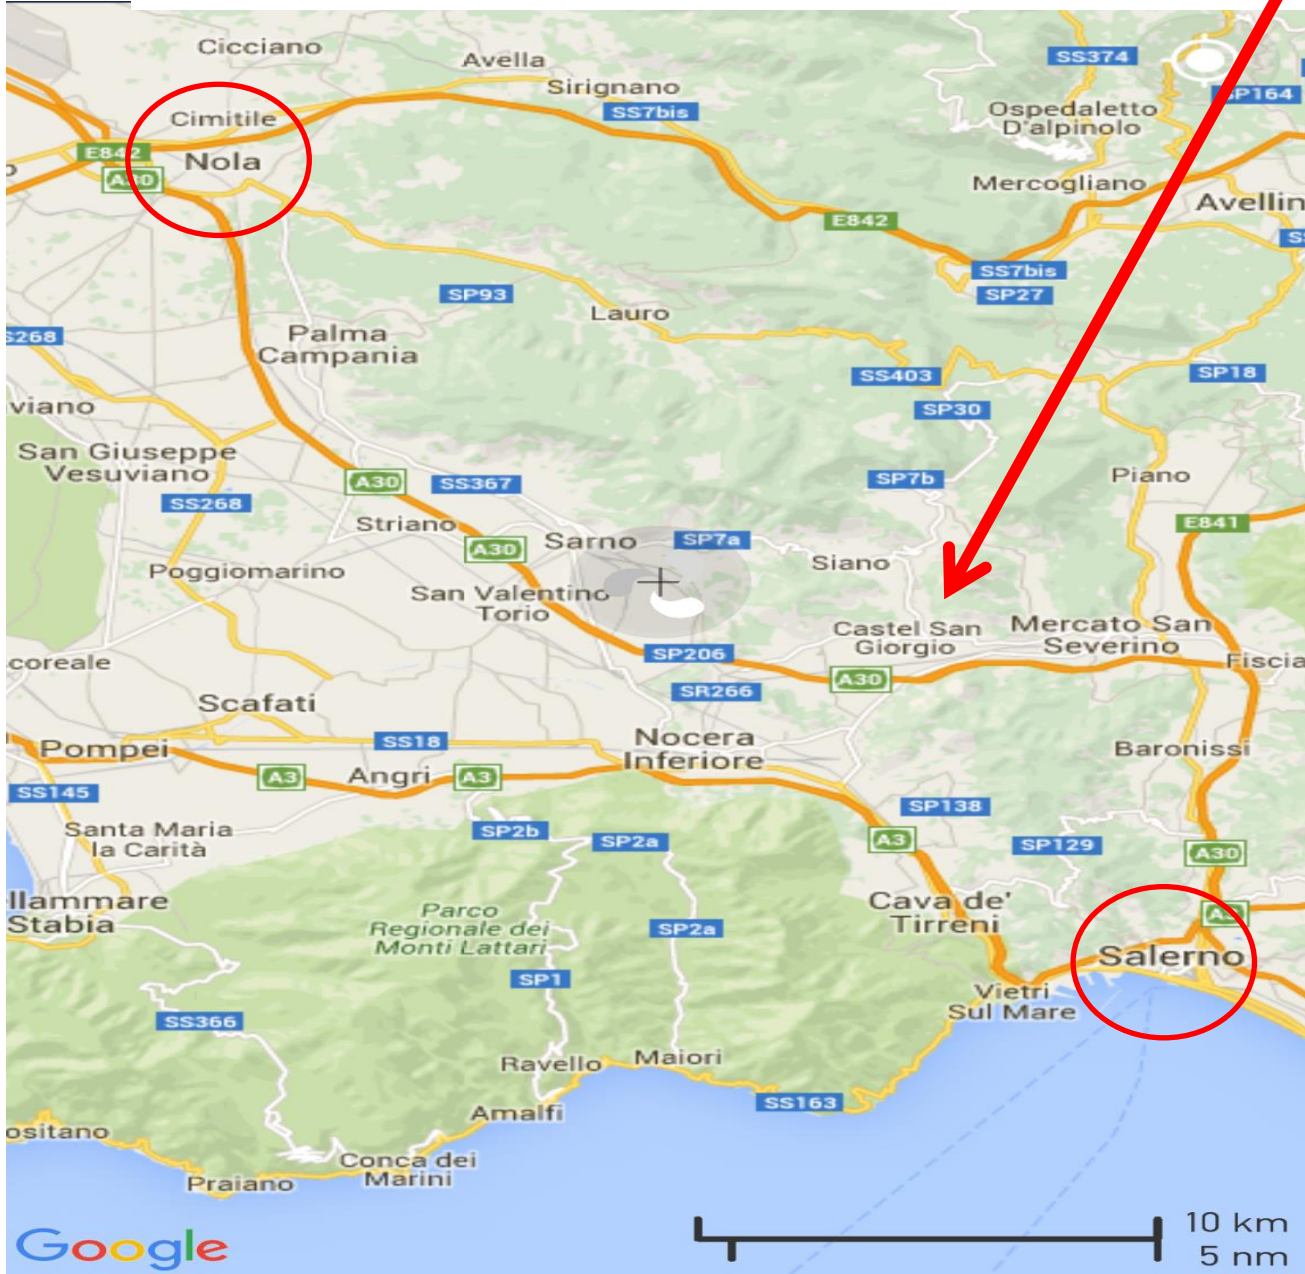 Cicciano
Avella
SS374
Sirignano
SP164
SS7bis
Ospedaletto
D'alpinolo
Cimitile
E842
Nola
A30
Mercogliano
Avellin
E842
SS7bis
SP93
SP27
Lauro
S268
Palma
Campania
SS403
SP18
viano
SP30
San Giuseppe
Vesuviano
A30
SS367
SP7b
Piano
SS268
Striano
E841
A30
Sarno
SP7a
Siano
Poggiomarino
San Valentino
Torio
Castel San
Giorgio
Mercato San
Severino
SP206
coreale
Fiscia
A30
SR266
Scafati
Pompei
SS18
Nocera
Inferiore
Baronissi
A3
Angri
A3
SS145
SP138
Santa Maria
la Carità
SP2b
SP2a
A3
SP129
A30
llammare
Stabia
Parco
Regionale dei
Monti Lattari
SP2a
Cava de'
Tirreni
Salerno
SP1
Vietri
Sul Mare
SS366
Ravello
Maiori
Amalfi
SS163
ositano
Conca dei
Marini
Praiano
Google
10 km
5 nm